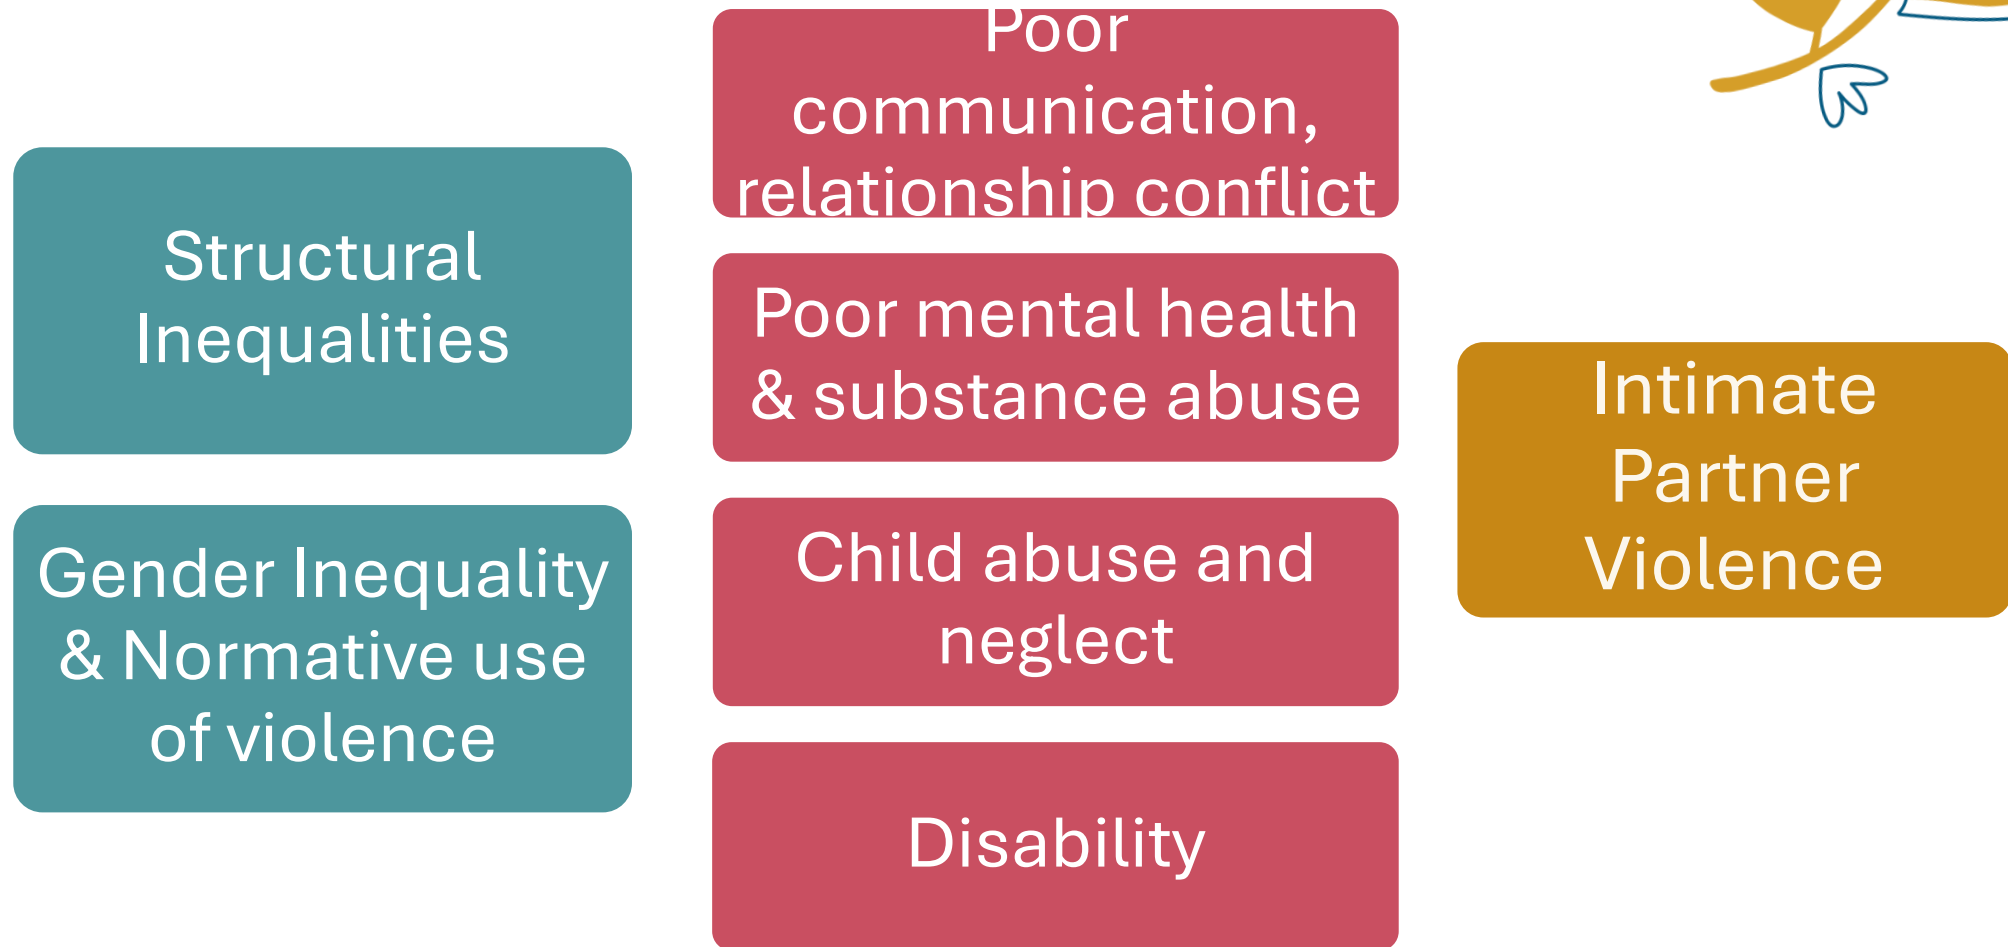 Structural
Inequalities
Gender Inequality
& Normative use
of violence
Poor
communication,
relationship conflict
Poor mental health
& substance abuse
Child abuse and
neglect
Disability
Intimate
Partner
Violence